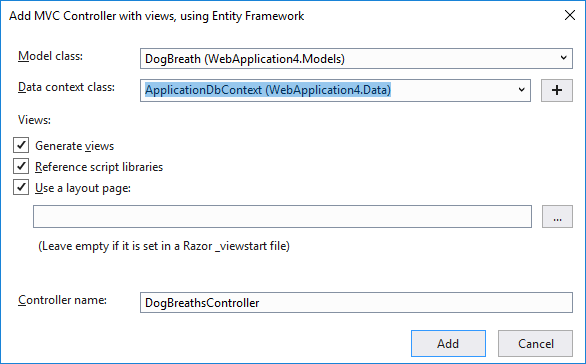 Add MVC Controller with views, using Entity Framework
Model class:
DogBreath (WebApplication4.Models)
Data context class:
ApplicationDbContext (WebApplication4.Data)
+
Views:
Generate views
Reference script libraries
Use a layout page:
...
(Leave empty if it is set in a Razor _viewstart file)
Controller name:
DogBreathsController
Add
Cancel